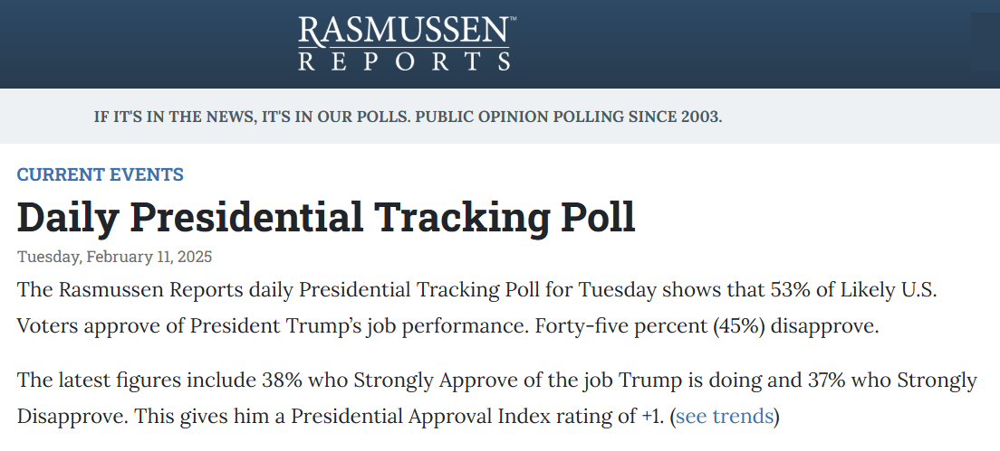 RASMUSSEN™
REPORTS
IF IT'S IN THE NEWS, IT'S IN OUR POLLS. PUBLIC OPINION POLLING SINCE 2003.
CURRENT EVENTS
Daily Presidential Tracking Poll
Tuesday, February 11, 2025
The Rasmussen Reports daily Presidential Tracking Poll for Tuesday shows that 53% of Likely U.S.
Voters approve of President Trump’s job performance. Forty-five percent (45%) disapprove.
The latest figures include 38% who Strongly Approve of the job Trump is doing and 37% who Strongly
Disapprove. This gives him a Presidential Approval Index rating of +1. (see trends)